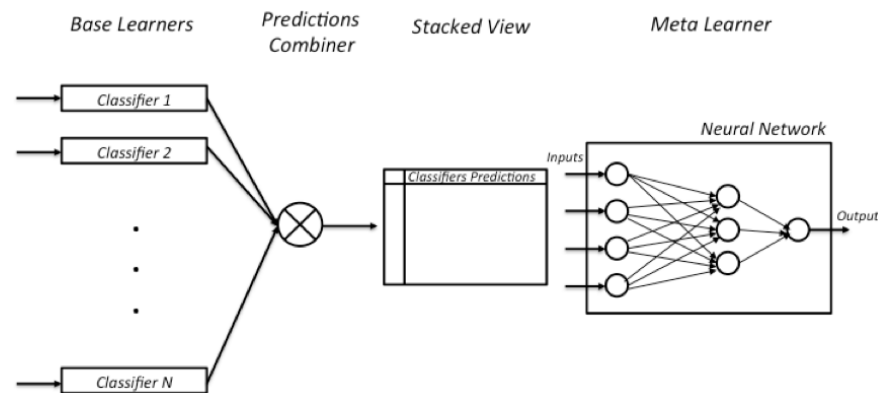 Base Learners
Predictions
Combiner
Stacked View
Meta Learner
Classifier 1
Classifier 2
Classifier N
Classifiers Predictions
Neural Network
Inputs
Output